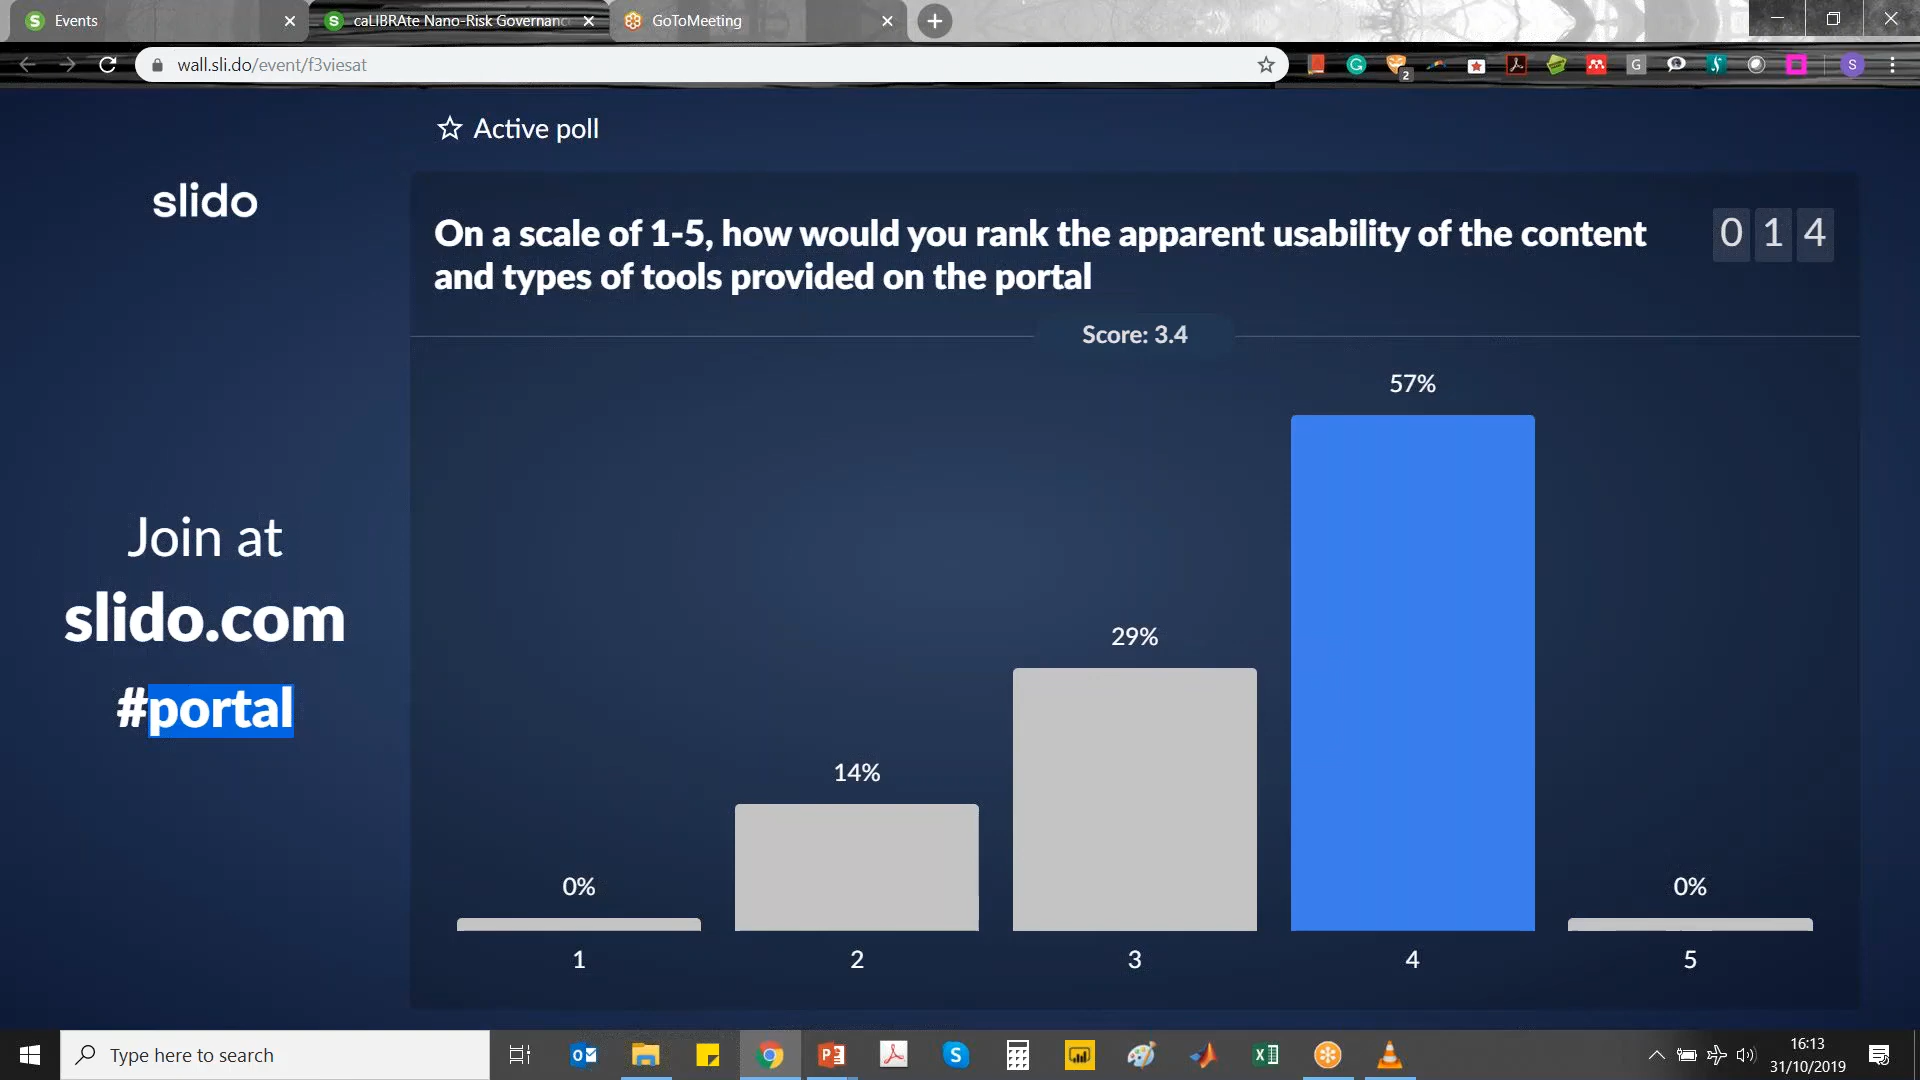 Events
caLIBRAte Nano-Risk Governanc
GoToMeeting
wall.sli.do/event/f3viesat
2
G
S
Active poll
slido
On a scale of 1-5, how would you rank the apparent usability of the content
and types of tools provided on the portal
0 1 4
Score: 3.4
57%
29%
14%
0%
0%
1
2
3
4
5
Join at
slido.com
#portal
Type here to search
16:13
31/10/2019